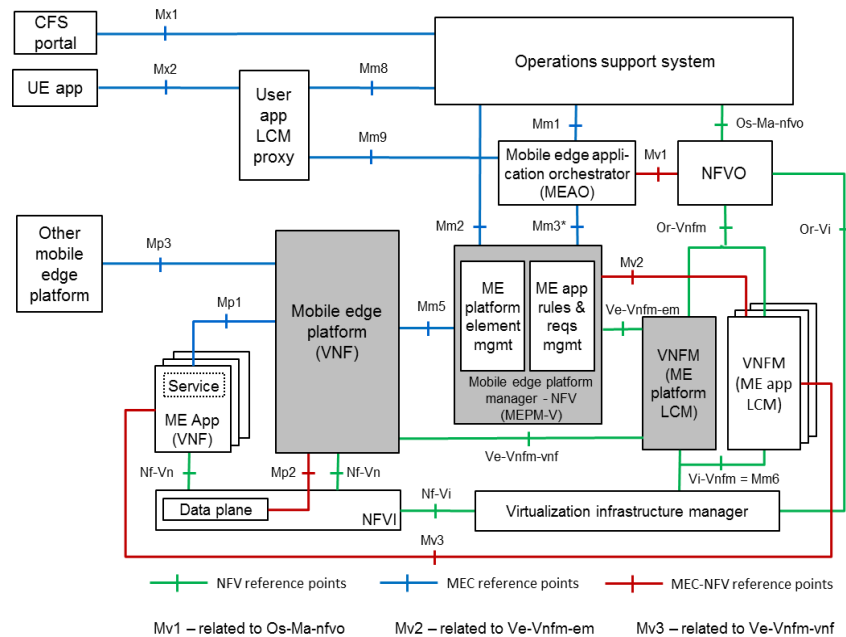 CFS
portal
Mx1
Operations support system
UE app
Mx2
User
app
LCM
proxy
Mm8
Mm9
Mm1
Os-Ma-nfvo
Mobile edge appli-
cation
orchestrator
(MEAO)
Mv1
NFVO
Other
mobile
edge
platform
Mp3
Mm2
Mm3*
Or-Vnfm
Or-Vi
Mobile edge
platform
(VNF)
Mp1
Mm5
ME
platform
element
mgmt
ME app
rules &
reqs
mgmt
Mobile edge platform
manager - NFV
(MEPM-V)
Mv2
Ve-Vnfm-em
VNFM
(ME
platform
LCM)
VNFM
(ME app
LCM)
Service
ME App
(VNF)
Ve-Vnfm-vnf
Nf-Vn
Mp2
Nf-Vn
Vi-Vnfm = Mm6
Data plane
NFVI
Nf-Vi
Virtualization infrastructure manager
Mv3
NFV reference points
MEC reference points
MEC-NFV reference points
Mv1 – related to Os-Ma-nfvo
Mv2 – related to Ve-Vnfm-em
Mv3 – related to Ve-Vnfm-vnf